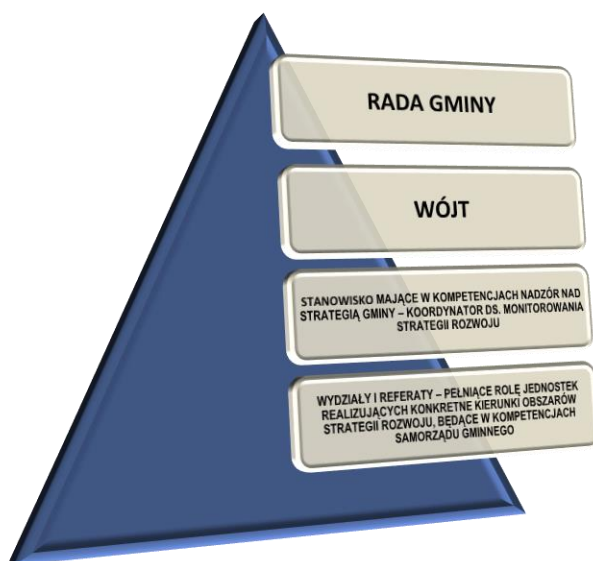 RADA GMINY
WÓJT
STANOWISKO MAJĄCE W KOMPETENCJACH NADZÓR NAD
STRATEGIĄ GMINY – KOORDYNATOR DS. MONITOROWANIA
STRATEGII ROZWOJU
WYDZIAŁY I REFERATY – PEŁNIĄCE ROLĘ JEDNOSTEK
REALIZUJĄCYCH KONKRETNE KIERUNKI OBSZARÓW
STRATEGII ROZWOJU, BĘDĄCE W KOMPETENCJACH
SAMORZĄDU GMINNEGO